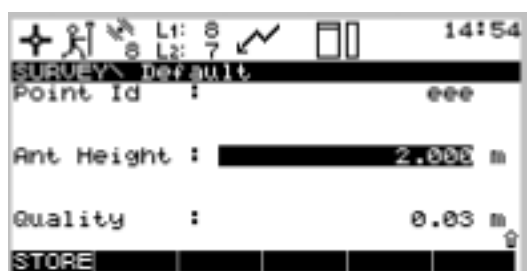 L1: 8 14:54
8 L2: 7
SURVEY\ Default
Point Id : eee
Ant Height : 2.000 m
Quality : 0.03 m
STORE